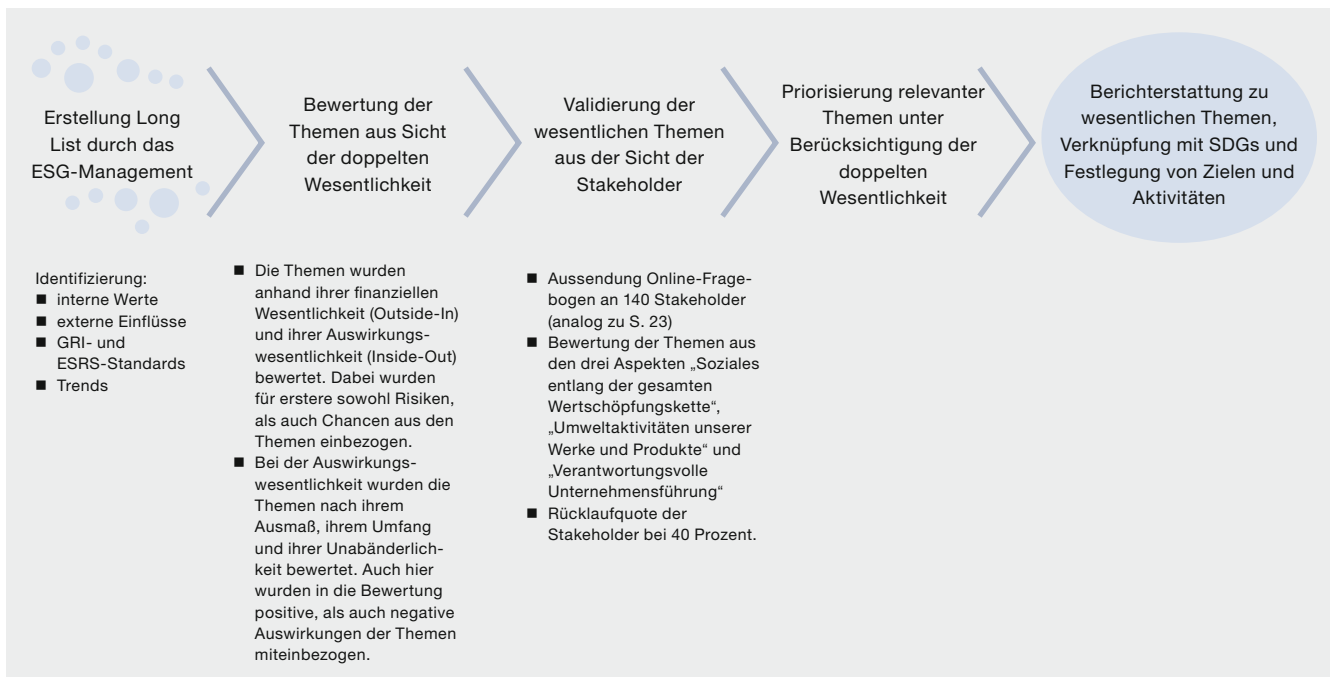 Erstellung Long
List durch das
ESG-Management
Bewertung der
Themen aus Sicht
der doppelten
Wesentlichkeit
Validierung der
wesentlichen Themen
aus der Sicht der
Stakeholder
Priorisierung relevanter
Themen unter
Berücksichtigung der
doppelten
Wesentlichkeit
Berichterstattung zu
wesentlichen Themen,
Verknüpfung mit SDGs und
Festlegung von Zielen und
Aktivitäten
Identifizierung:
■ interne Werte
■ externe Einflüsse
■ GRI- und
ESRS-Standards
■ Trends
■ Die Themen wurden
anhand ihrer finanziellen
Wesentlichkeit (Outside-In)
und ihrer Auswirkungs-
wesentlichkeit (Inside-Out)
bewertet. Dabei wurden
für erstere sowohl Risiken,
als auch Chancen aus den
Themen einbezogen.
■ Bei der Auswirkungs-
wesentlichkeit wurden die
Themen nach ihrem
Ausmaß, ihrem Umfang
und ihrer Unabänderlich-
keit bewertet. Auch hier
wurden in die Bewertung
positive, als auch negative
Auswirkungen der Themen
miteinbezogen.
■ Aussendung Online-Frage-
bogen an 140 Stakeholder
(analog zu S. 23)
■ Bewertung der Themen aus
den drei Aspekten „Soziales
entlang der gesamten
Wertschöpfungskette“,
„Umweltaktivitäten unserer
Werke und Produkte“ und
„Verantwortungsvolle
Unternehmensführung“
■ Rücklaufquote der
Stakeholder bei 40 Prozent.